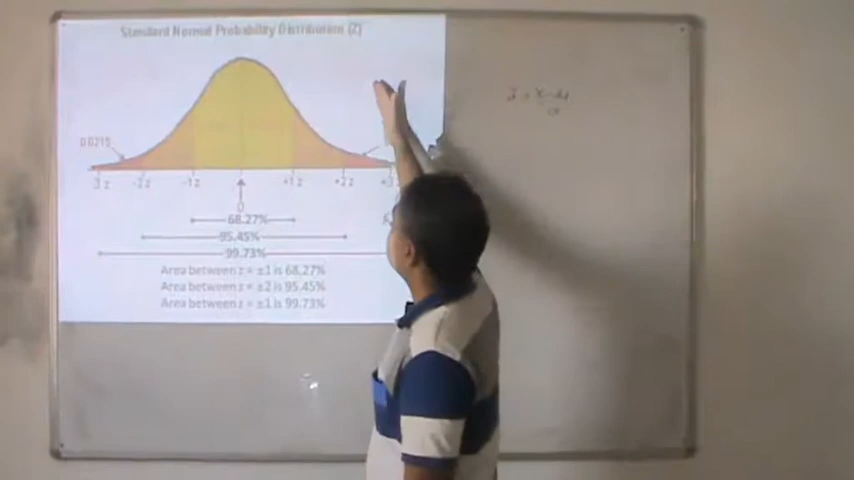 Standard Normal Probability Distribution (Z)
0.0215
3 z -2 z -1 z +1 z +2 z +3
0
68.27%
95.45%
99.73%
Area between z = ±1 is 68.27%
Area between z = ±2 is 95.45%
Area between z = ±1 is 99.73%